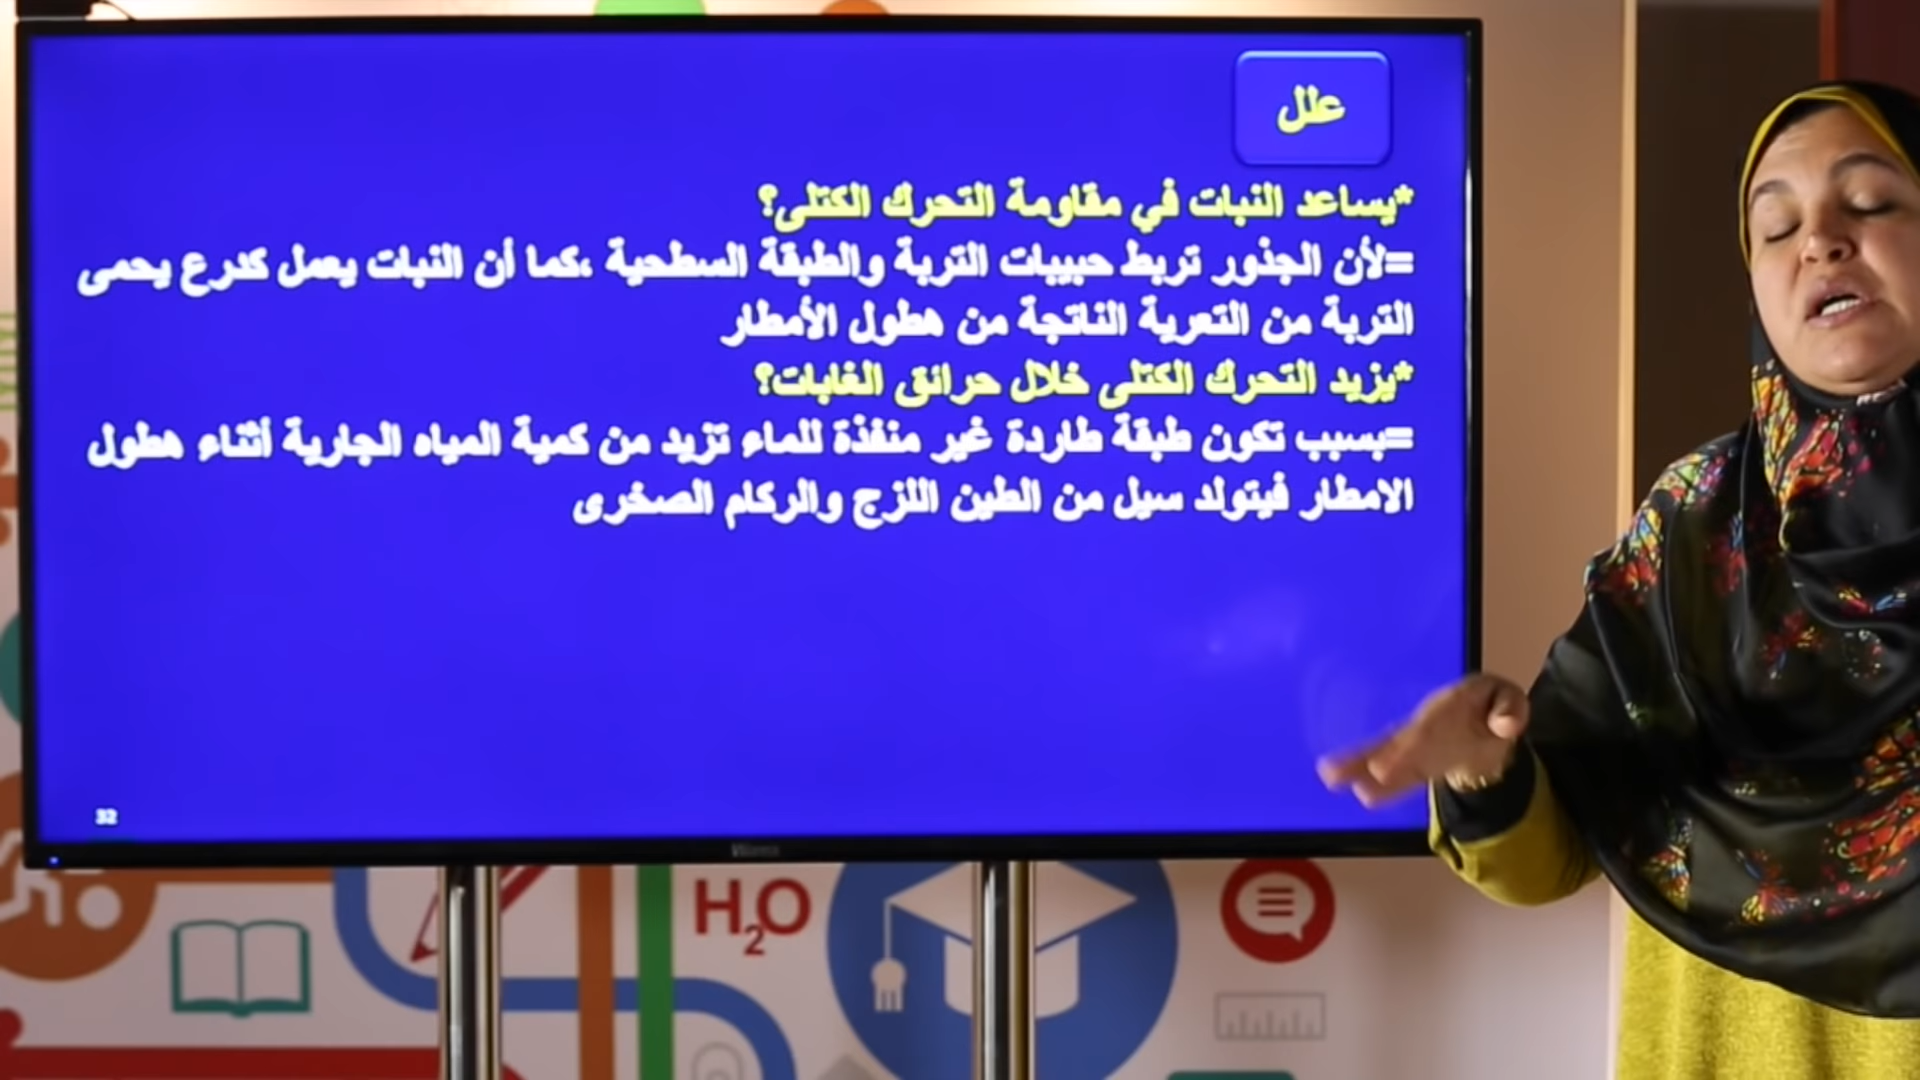 علل
*يساعد النبات في مقاومة التحرك الكتلى؟
=لأن الجذور تربط حبيبات التربة والطبقة السطحية ،كما أن النبات يعمل كدرع يحمى
التربة من التعرية الناتجة من هطول الأمطار
*يزيد التحرك الكتلى خلال حرائق الغابات؟
=بسبب تكون طبقة طاردة غير منفذة للماء تزيد من كمية المياه الجارية أثناء هطول
الامطار فيتولد سيل من الطين اللزج والركام الصخرى
32
H2O